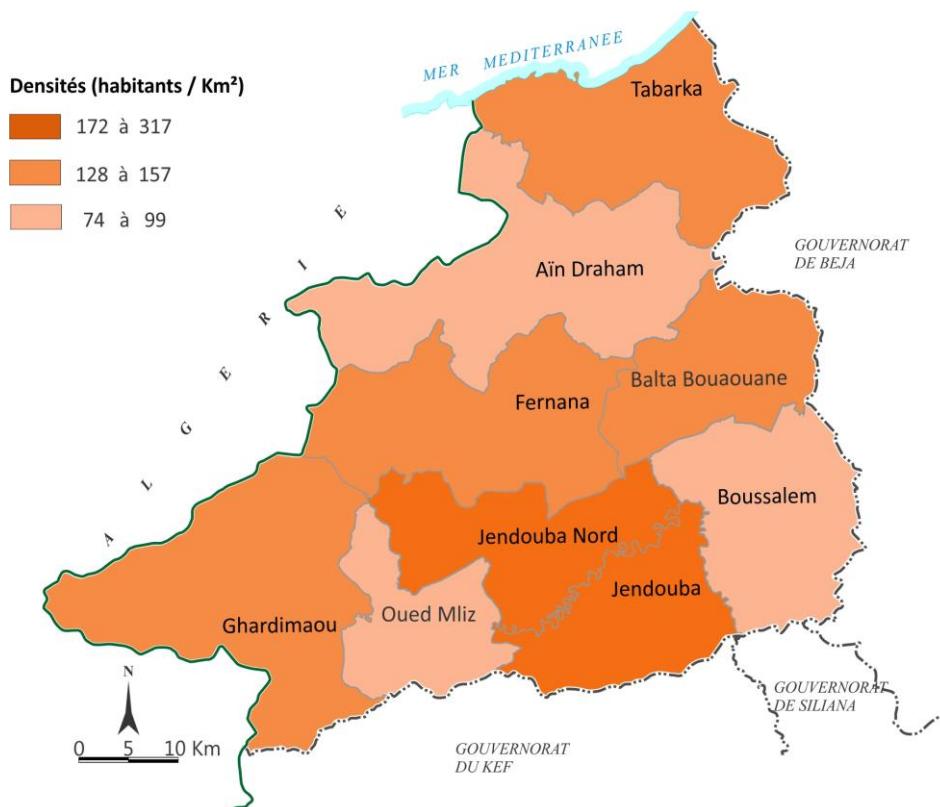 MER MEDITERRANEE
Densités (habitants / Km²)
172 à 317
128 à 157
74 à 99
Tabarka
A L G E R I E
GOUVERNORAT
DE BEJA
Aïn Draham
Balta Bouaouane
Fernana
Boussalem
Jendouba Nord
Jendouba
Oued Mliz
Ghardimaou
N
0 5 10 Km
GOUVERNORAT
DE SILIANA
GOUVERNORAT
DU KEF